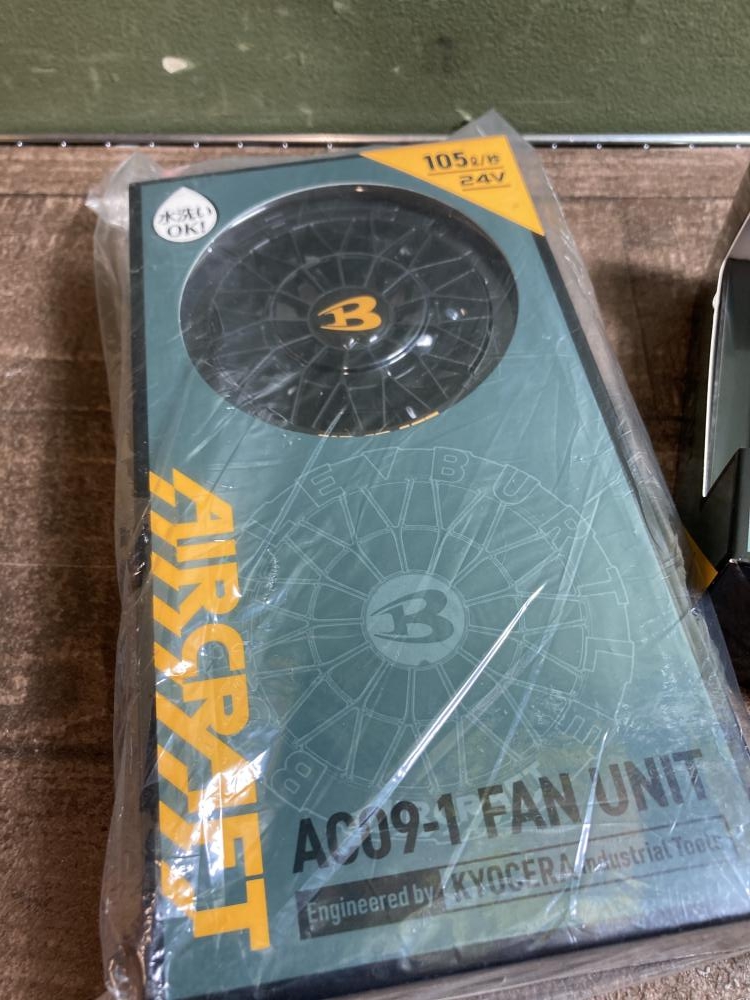 水洗い
OK!
105ℓ/秒
24V
B
AIRCRAFT
B
AC09-1 FAN UNIT
Engineered by KYOCERA Industrial Tools